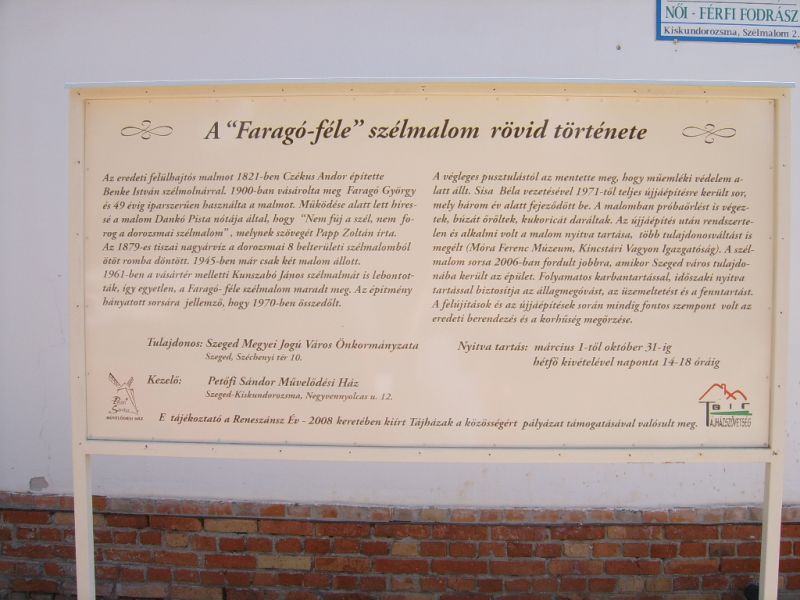 NŐI - FÉRFI FODRÁSZ
Kiskundorozsma, Szélmalom 2.
A “Faragó-féle” szélmalom rövid története
Az eredeti felülhajtós malmot 1821-ben Czékus Andor építette
Benke István szélmolnárral. 1900-ban vásárolta meg Faragó György
és 49 évig iparszerűen használta a malmot. Működése alatt lett híres-
sé a malom Dankó Pista nótája által, hogy “Nem fúj a szél, nem fo-
rog a dorozsmai szélmalom”, melynek szövegét Papp Zoltán írta.
Az 1879-es tiszai nagyárvíz a dorozsmai 8 belterületi szélmalomból
ötöt romba döntött. 1945-ben már csak két malom állott.
1961-ben a vásártér melletti Kunszabó János szélmalmát is lebontot-
ták, így egyetlen, a Faragó- féle szélmalom maradt meg. Az építmény
hányatott sorsára jellemző, hogy 1970-ben összedőlt.
A végleges pusztulástól az mentette meg, hogy műemléki védelem a-
latt állt. Sisa Béla vezetésével 1971-től teljes újjáépítésre került sor,
mely három év alatt fejeződött be. A malomban próbaőrlést is végez-
tek, búzát őröltek, kukoricát daráltak. Az újjáépítés után rendszerte-
len és alkalmi volt a malom nyitva tartása, több tulajdonosváltást is
megélt (Móra Ferenc Múzeum, Kincstári Vagyon Igazgatóság). A szél-
malom sorsa 2006-ban fordult jobbra, amikor Szeged város tulajdo-
nába került az épület. Folyamatos karbantartással, időszaki nyitva
tartással biztosítja az állagmegóvást, az üzemeltetést és a fenntartást.
A felújítások és az újjáépítések során mindig fontos szempont volt az
eredeti berendezés és a korhűség megőrzése.
Tulajdonos: Szeged Megyei Jogú Város Önkormányzata
Szeged, Széchenyi tér 10.
Kezelő: Petőfi Sándor Művelődési Ház
Szeged-Kiskundorozsma, Negyvennyolcas u. 12.
Nyitva tartás: március 1-től október 31-ig
hétfő kivételével naponta 14-18 óráig
MŰVELŐDÉSI HÁZ
TÁJHÁZSZÖVETSÉG
E tájékoztató a Reneszánsz Év - 2008 keretében kiírt Tájházak a közösségért pályázat támogatásával valósult meg.